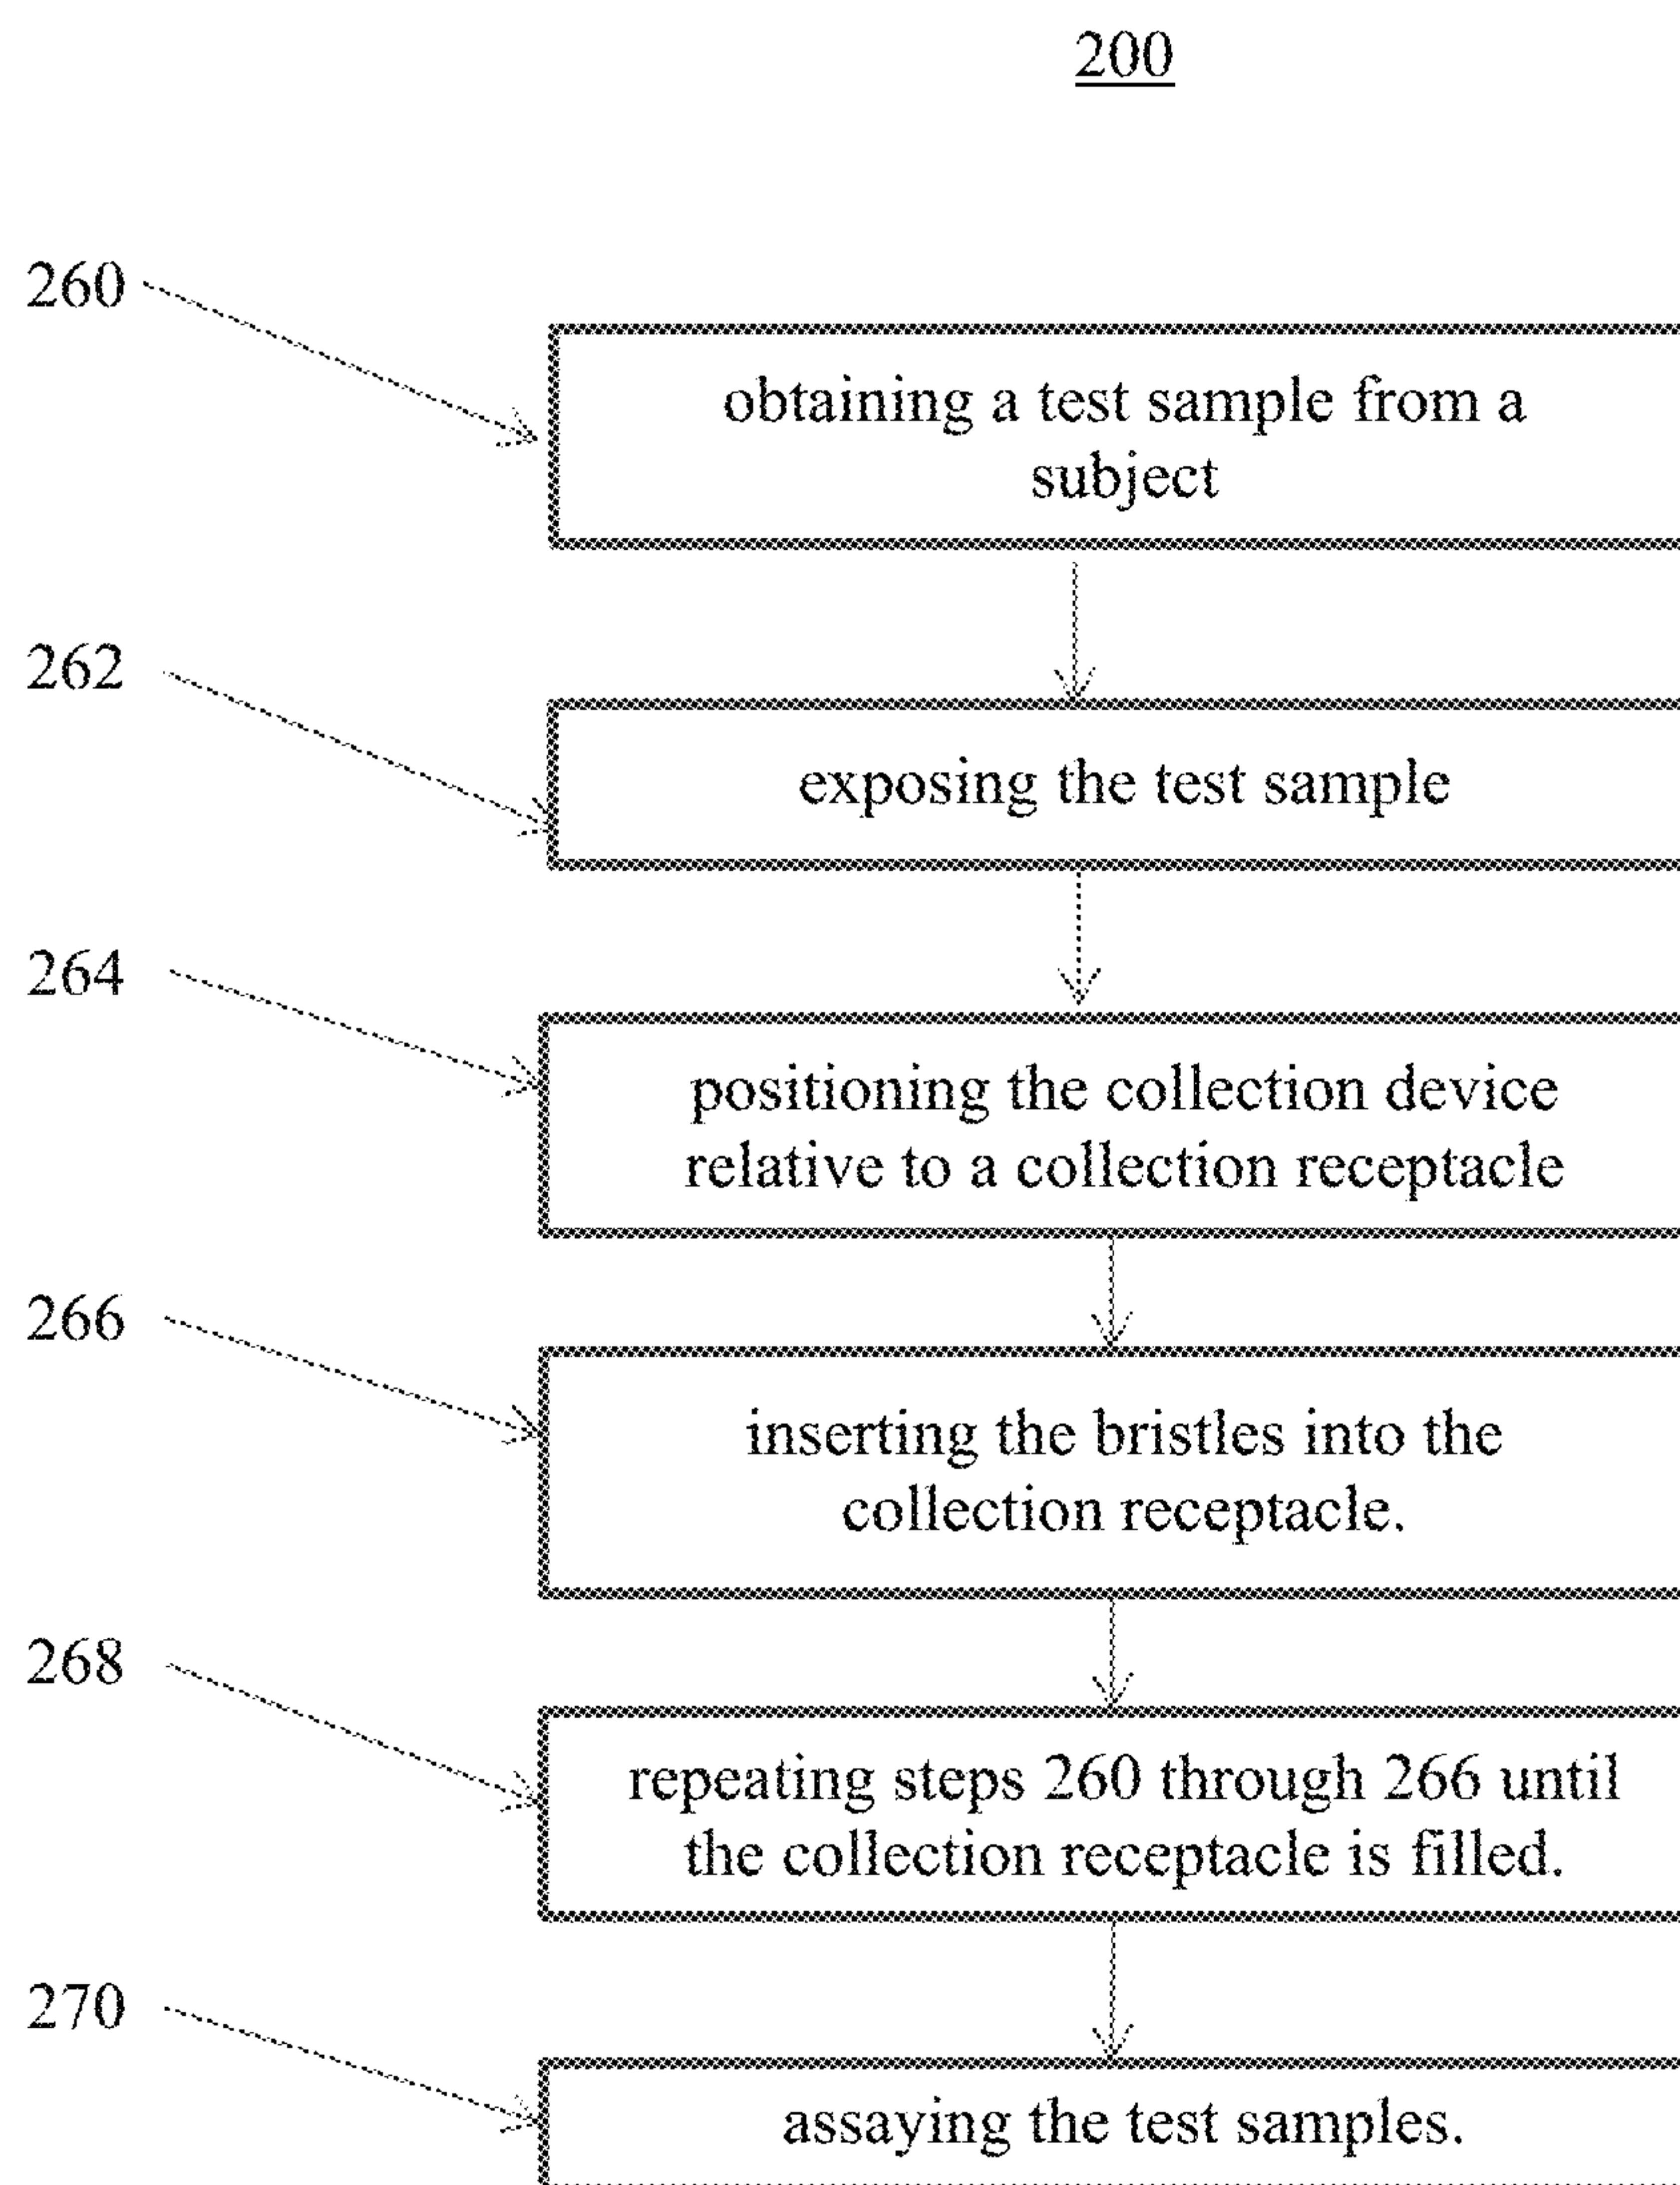 200
260
obtaining a test sample from a
subject
262
exposing the test sample
264
positioning the collection device
relative to a collection receptacle
266
inserting the bristles into the
collection receptacle.
268
repeating steps 260 through 266 until
the collection receptacle is filled.
270
assaying the test samples.